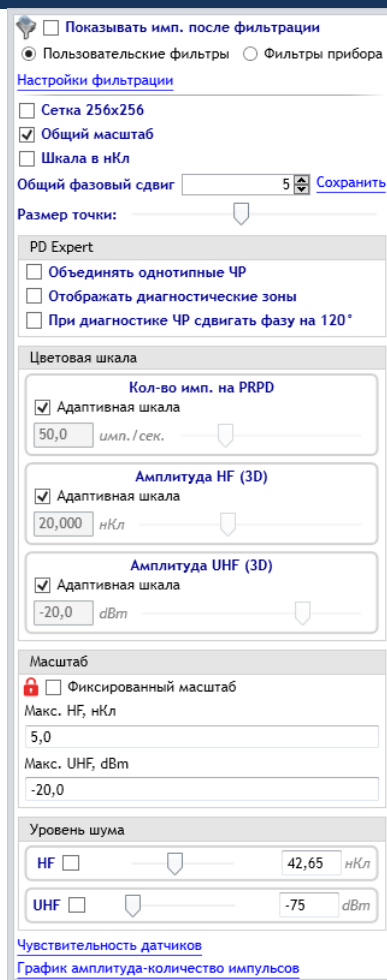 Показывать имп. после фильтрации
Пользовательские фильтры Фильтры прибора
Настройки фильтрации
Сетка 256x256
Общий масштаб
Шкала в нКл
Общий фазовый сдвиг 5 Сохранить
Размер точки:
PD Expert
Объединять однотипные ЧР
Отображать диагностические зоны
При диагностике ЧР сдвигать фазу на 120°
Цветовая шкала
Кол-во имп. на PRPD
Адаптивная шкала
50,0 имп./сек.
Амплитуда HF (3D)
Адаптивная шкала
20,000 нКл
Амплитуда UHF (3D)
Адаптивная шкала
-20,0 dBm
Масштаб
Фиксированный масштаб
Макс. HF, нКл
5,0
Макс. UHF, dBm
-20,0
Уровень шума
HF 42,65 нКл
UHF -75 dBm
Чувствительность датчиков
График амплитуда-количество импульсов